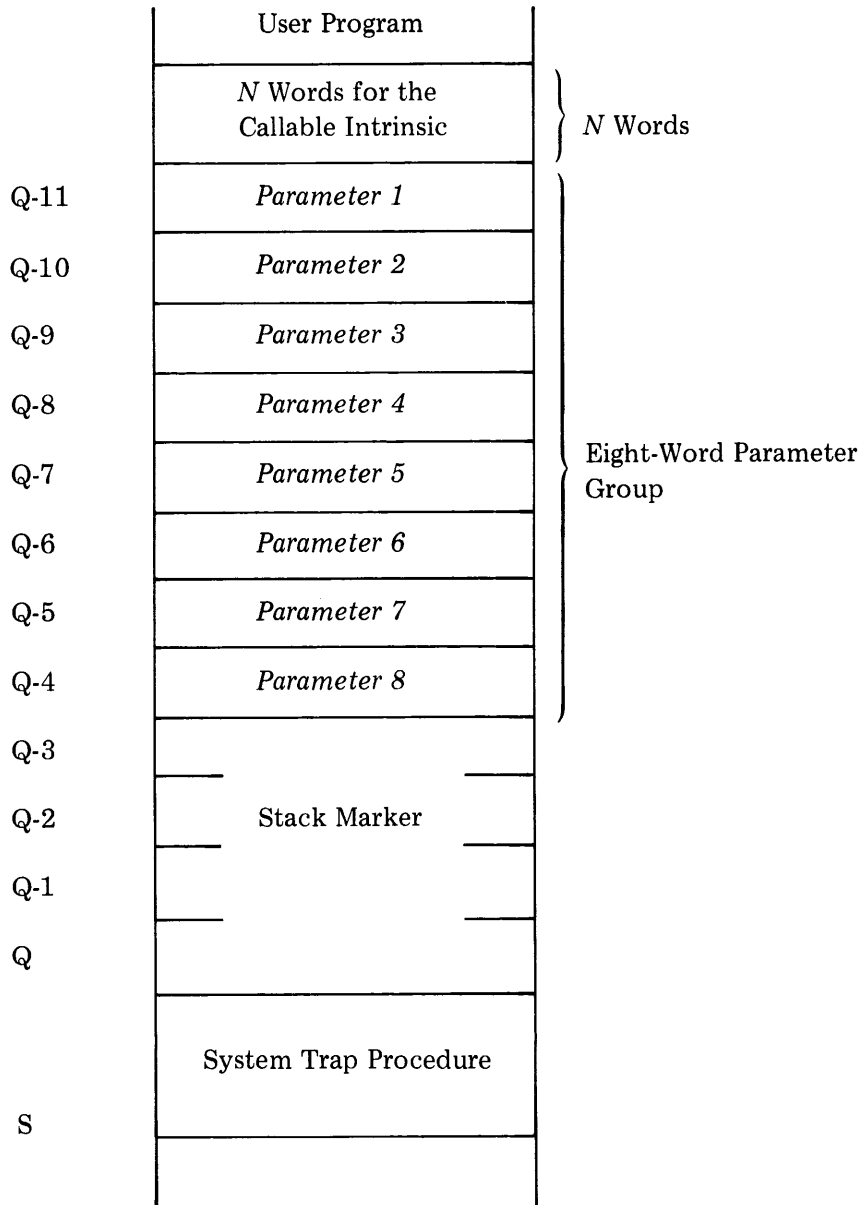 User Program
N Words for the
Callable Intrinsic
N Words
Q-11 Parameter 1
Q-10 Parameter 2
Q-9 Parameter 3
Q-8 Parameter 4
Q-7 Parameter 5
Eight-Word Parameter
Group
Q-6 Parameter 6
Q-5 Parameter 7
Q-4 Parameter 8
Q-3
Q-2 Stack Marker
Q-1
Q
System Trap Procedure
S